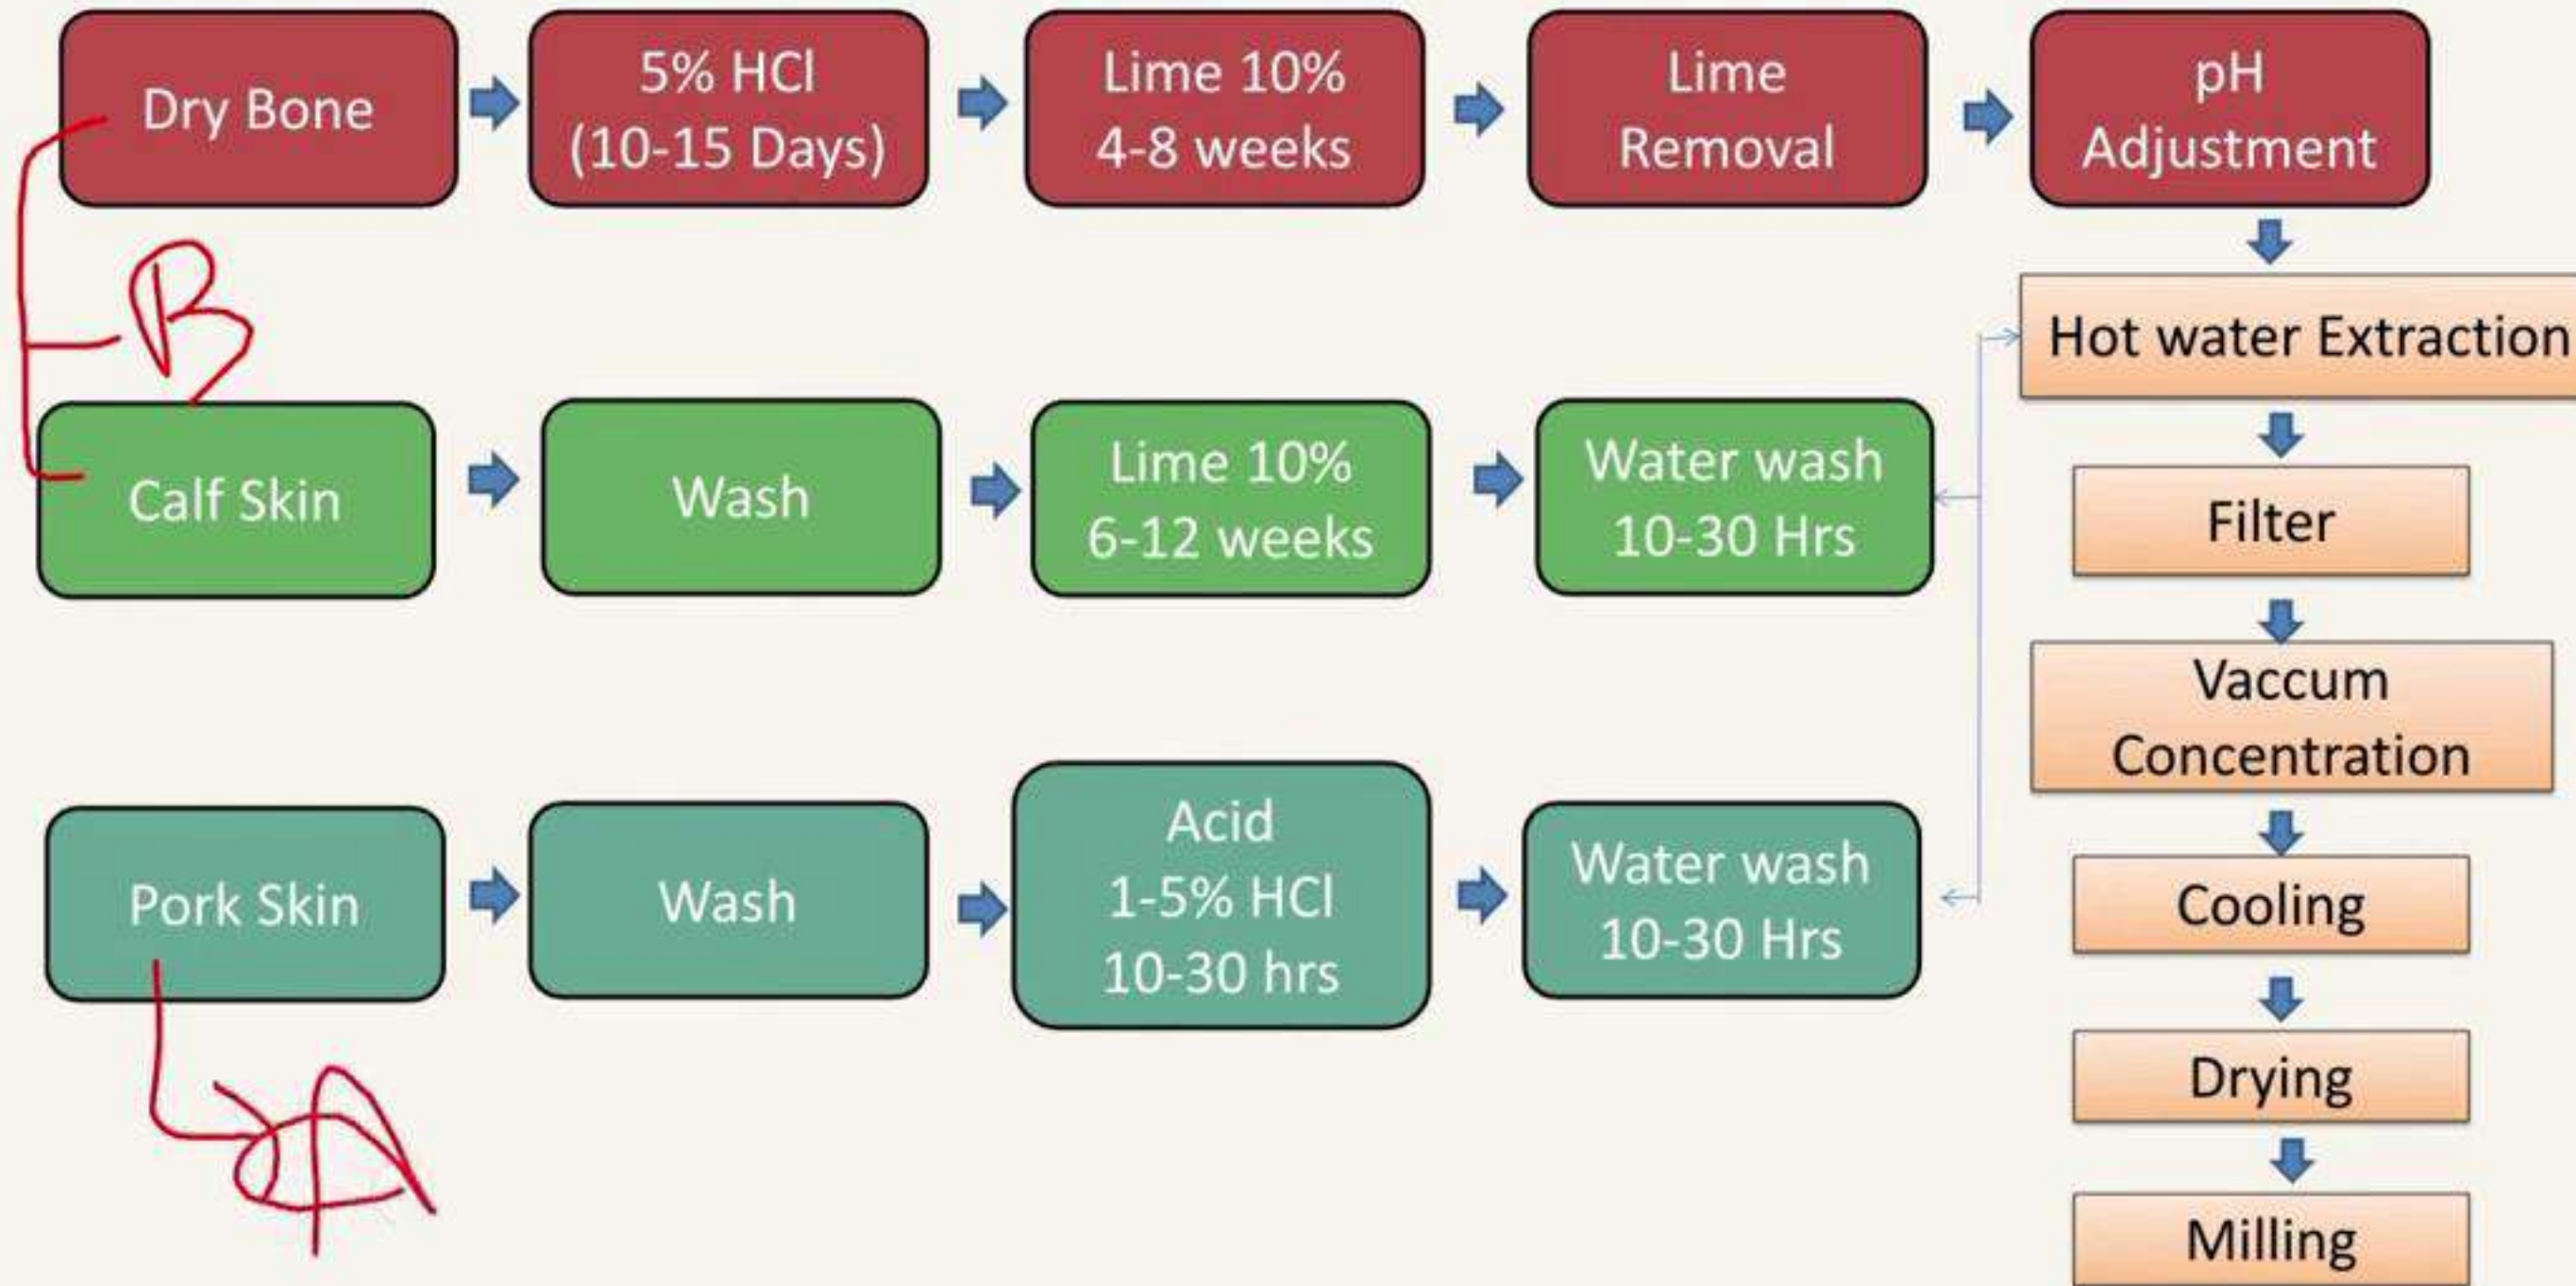 Dry Bone
5% HCl
(10-15 Days)
Lime 10%
4-8 weeks
Lime
Removal
pH
Adjustment
B
Calf Skin
Wash
Lime 10%
6-12 weeks
Water wash
10-30 Hrs
Pork Skin
Wash
Acid
1-5% HCl
10-30 hrs
Water wash
10-30 Hrs
A
Hot water Extraction
Filter
Vaccum
Concentration
Cooling
Drying
Milling